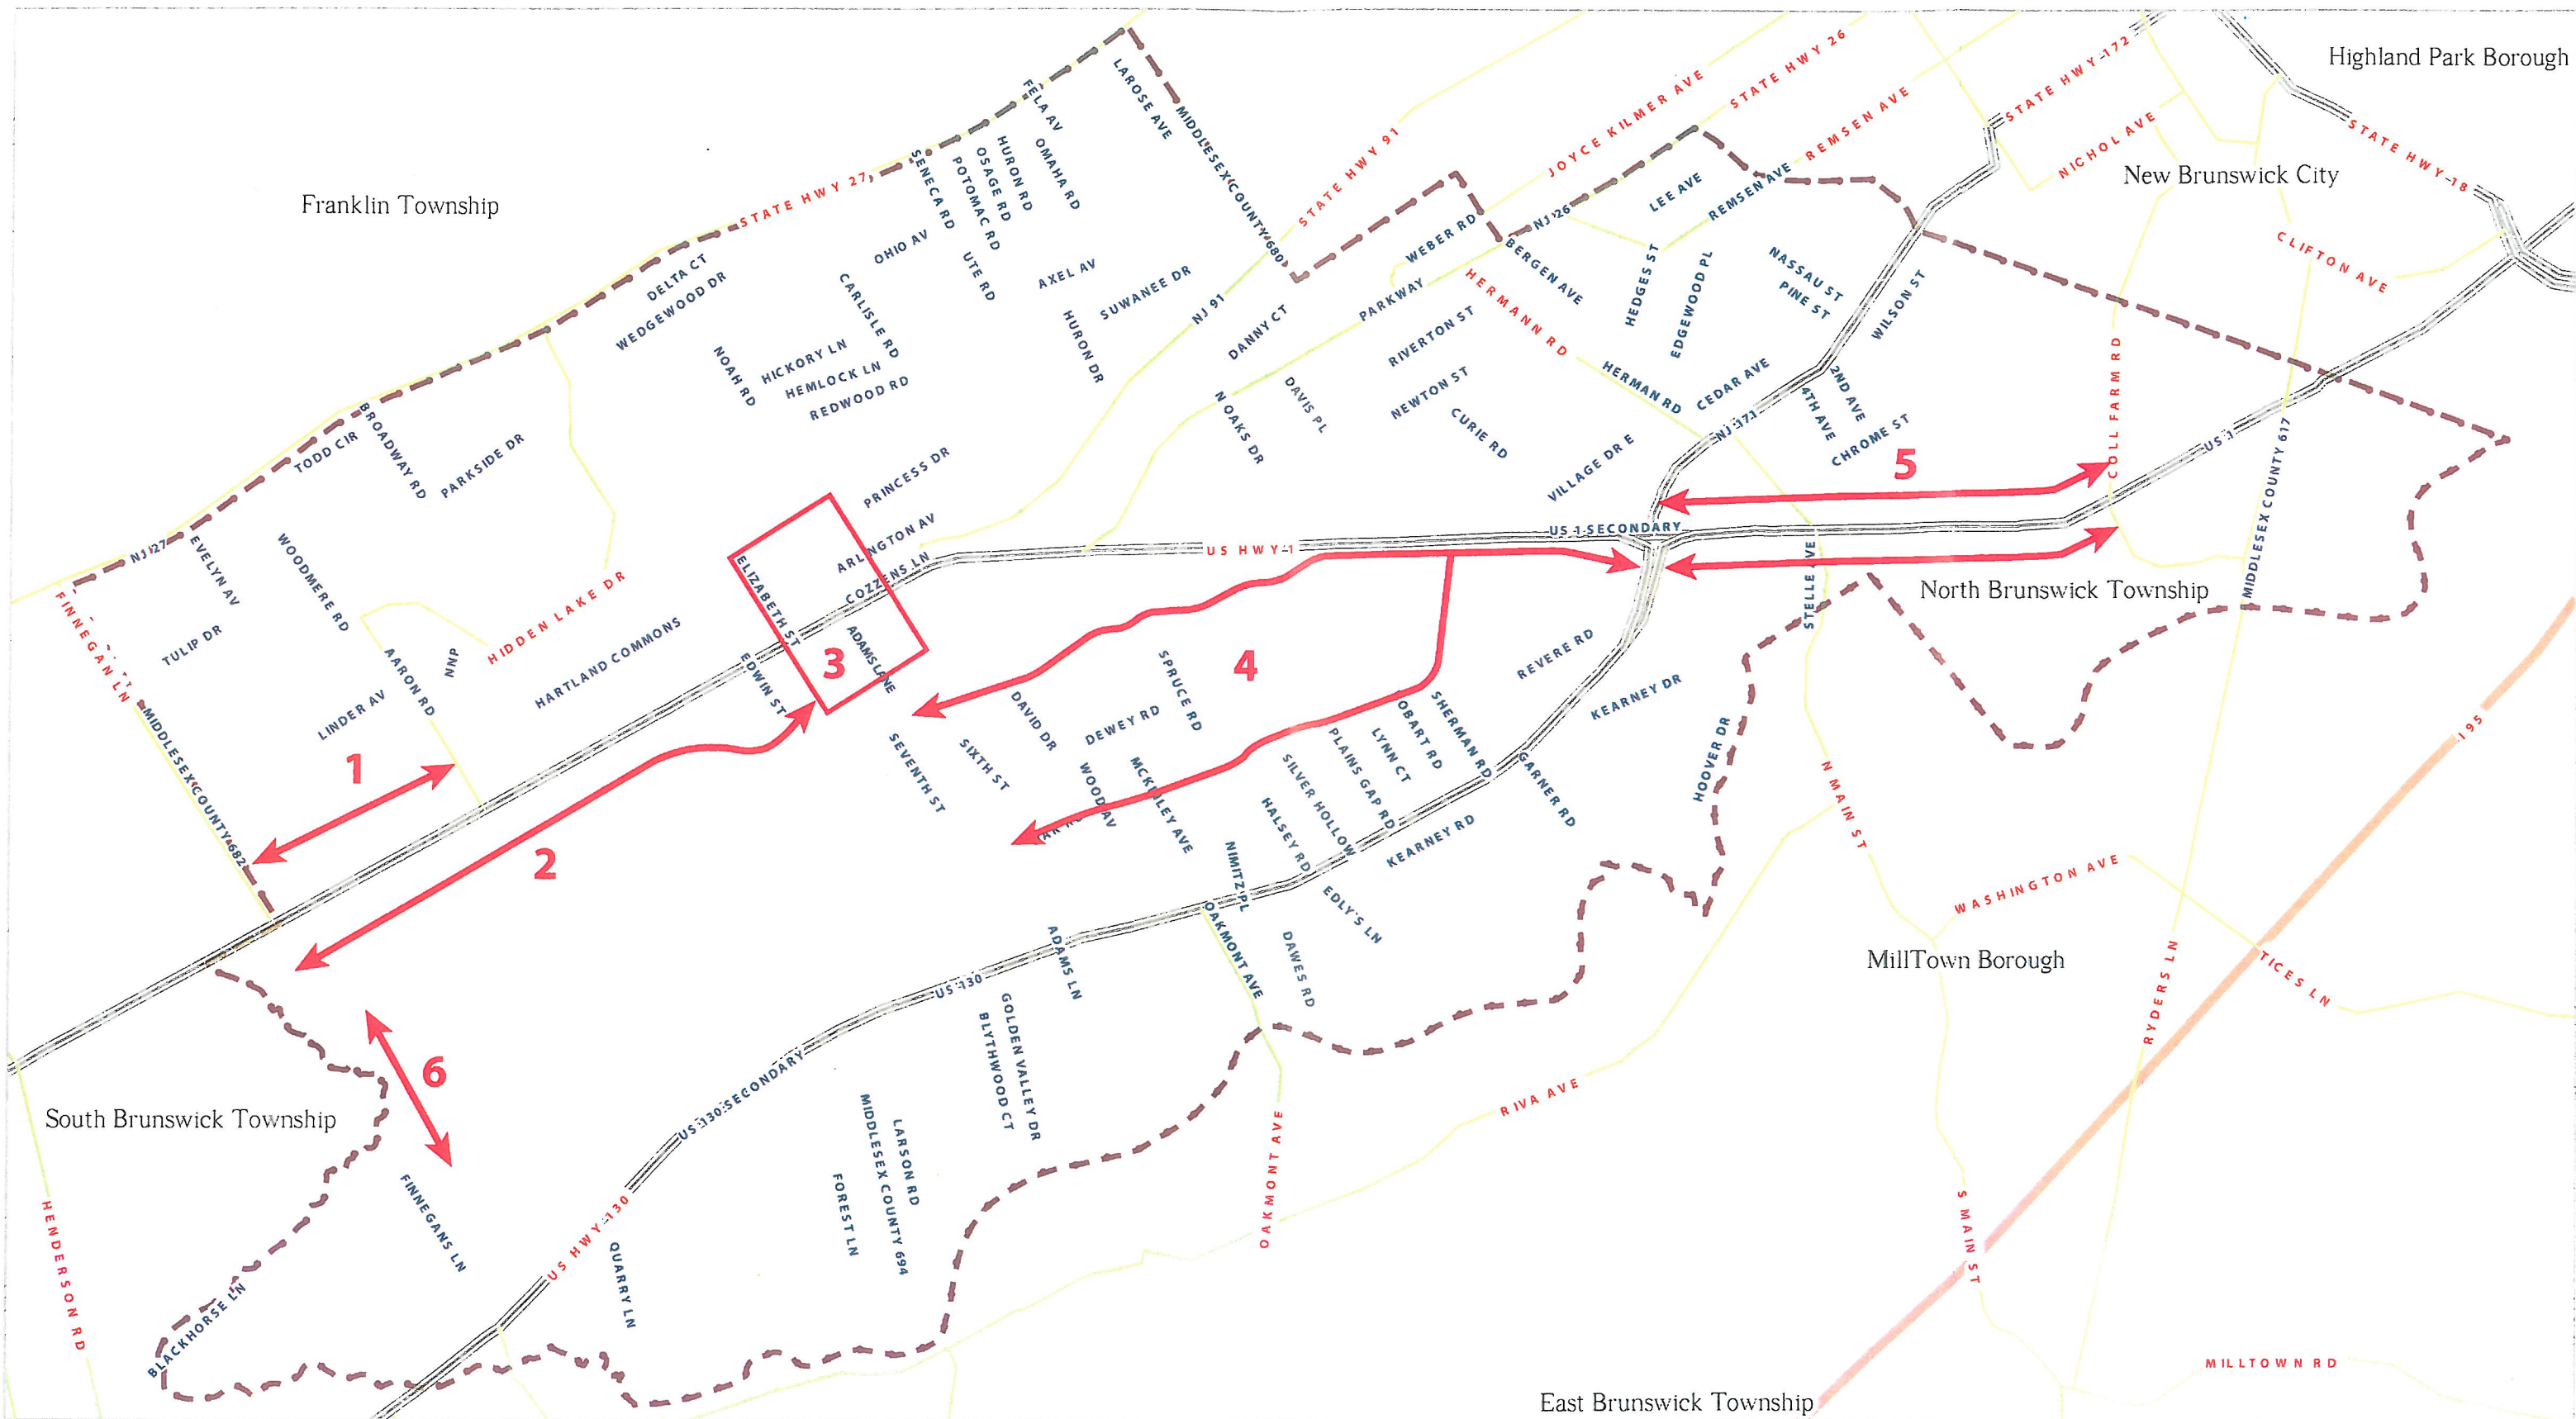 Highland Park Borough
New Brunswick City
Franklin Township
North Brunswick Township
MillTown Borough
South Brunswick Township
East Brunswick Township
FELA AV
LAROSE AVE
MIDDLESEX COUNTY 680
OMAHA RD
HURON RD
OSAGE RD
POTOMAC RD
SENECA RD
STATE HWY 27
OHIO AV
UTE RD
AXEL AV
SUWANEE DR
HURON DR
DELTA CT
WEDGEWOOD DR
CARLISLE RD
NOAH RD
HICKORY LN
HEMLOCK LN
REDWOOD RD
STATE HWY 91
NJ 91
JOYCE KILMER AVE
STATE HWY 26
REMSEN AVE
STATE HWY-172
NICHOL AVE
STATE HWY-18
CLIFTON AVE
LEE AVE
REMSEN AVE
NJ 26
WEBER RD
BERGEN AVE
PARKWAY
HERMANN RD
HEDGES ST
EDGEWOOD PL
NASSAU ST
PINE ST
WILSON ST
DANNY CT
RIVERTON ST
NEWTON ST
CURIE RD
DAVIS PL
N OAKS DR
HERMAN RD
CEDAR AVE
NJ 171
2ND AVE
4TH AVE
CHROME ST
COLL FARM RD
US 1
MIDDLESEX COUNTY 617
VILLAGE DR E
5
US 1 SECONDARY
US HWY-1
STELLE AVE
BROADWAY RD
TODD CIR
PARKSIDE DR
PRINCESS DR
ARLINGTON AV
COZZENS LN
ELIZABETH ST
ADAMS LANE
3
EDWIN ST
NJ 27
EVELYN AV
WOODMERE RD
FINNEGANT LN
TULIP DR
HIDDEN LAKE DR
HARTLAND COMMONS
NNP
AARON RD
LINDER AV
MIDDLESEX COUNTY 682
1
2
4
SPRUCE RD
DAVID DR
DEWEY RD
SIXTH ST
SEVENTH ST
WOOD AV
MCKINLEY AVE
REVERE RD
KEARNEY DR
HOOVER DR
SHERMAN RD
OBART RD
LYNN CT
PLAINS GAP RD
SILVER HOLLOW
HALSEY RD
NIMITZ PL
GARNER RD
KEARNEY RD
EDLY'S LN
DAWES RD
OAKMONT AVE
ADAMS LN
US 130
GOLDEN VALLEY DR
BLYTHWOOD CT
US 130 SECONDARY
US HWY-130
LARSON RD
MIDDLESEX COUNTY 694
FOREST LN
QUARRY LN
6
FINNEGANS LN
BLACKHORSE LN
HENDERSON RD
OAKMONT AVE
RIVA AVE
N MAIN ST
WASHINGTON AVE
RYDERS LN
TICES LN
I 95
S MAIN ST
MILLTOWN RD